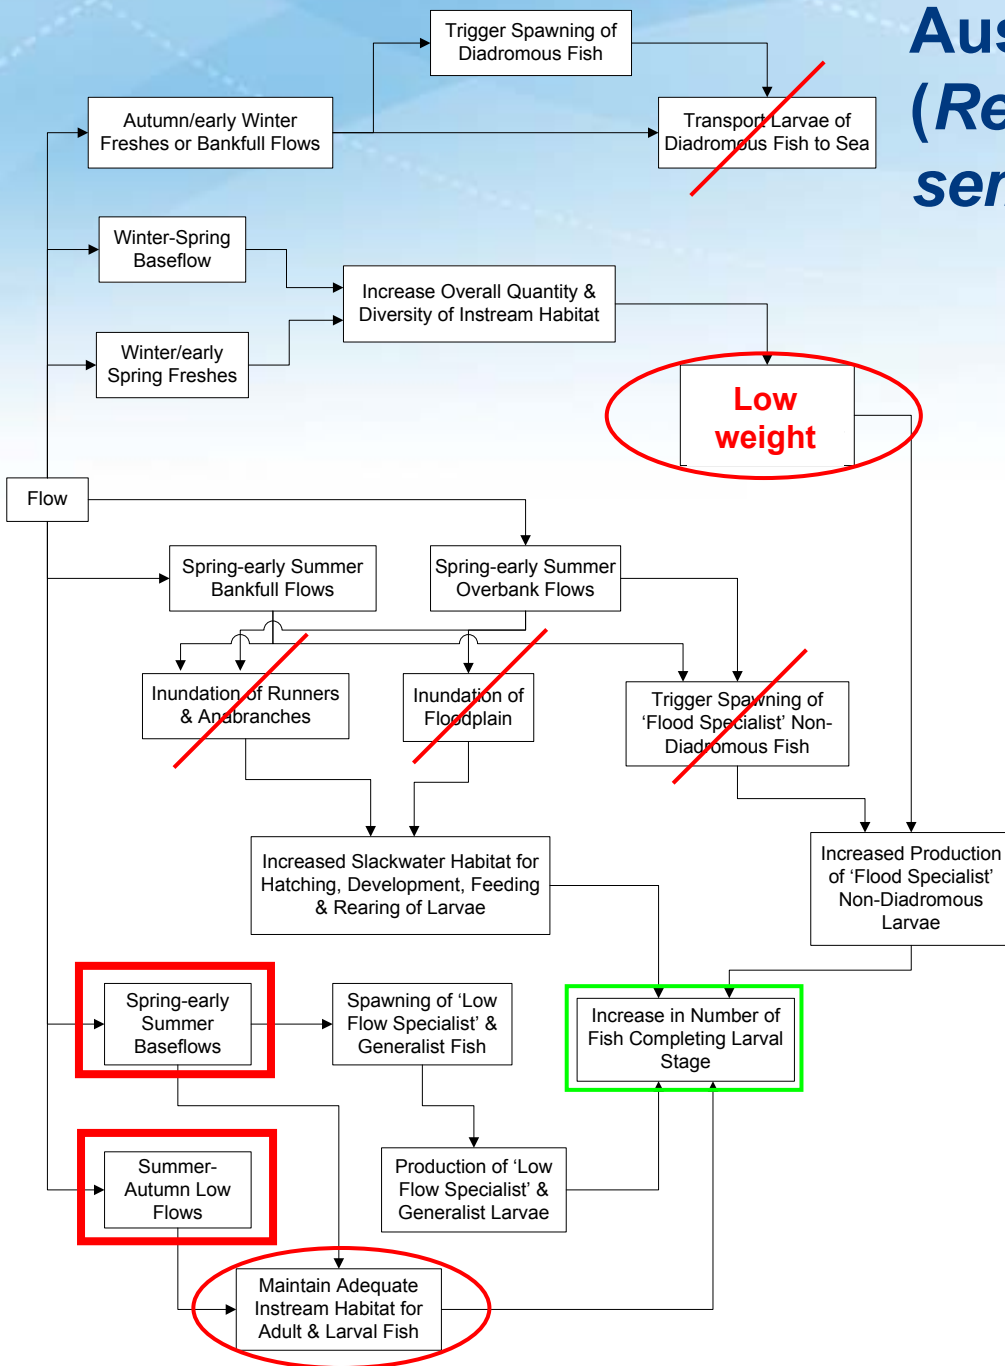 Trigger Spawning of
Diadromous Fish
Autumn/early Winter
Freshes or Bankfull Flows
Transport Larvae of
Diadromous Fish to Sea
Winter-Spring
Baseflow
Increase Overall Quantity &
Diversity of Instream Habitat
Winter/early
Spring Freshes
Low
weight
Flow
Spring-early Summer
Bankfull Flows
Spring-early Summer
Overbank Flows
Inundation of Runners
& Anabranches
Inundation of
Floodplain
Trigger Spawning of
'Flood Specialist' Non-
Diadromous Fish
Increased Slackwater Habitat for
Hatching, Development, Feeding
& Rearing of Larvae
Increased Production
of 'Flood Specialist'
Non-Diadromous
Larvae
Spring-early
Summer
Baseflows
Spawning of 'Low
Flow Specialist' &
Generalist Fish
Increase in Number of
Fish Completing Larval
Stage
Summer-
Autumn Low
Flows
Production of 'Low
Flow Specialist' &
Generalist Larvae
Maintain Adequate
Instream Habitat for
Adult & Larval Fish